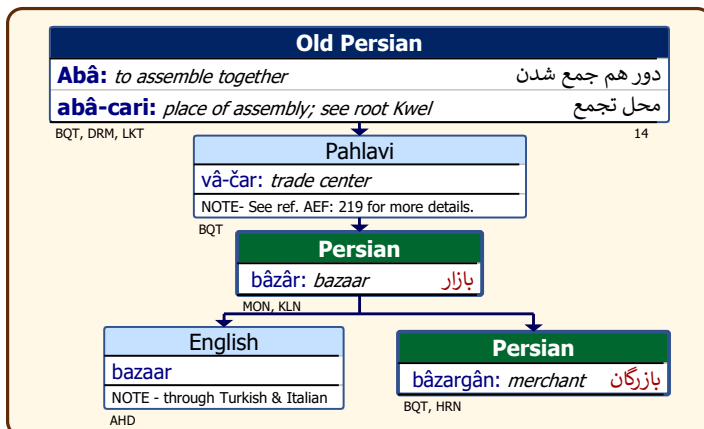 Old Persian
Abâ: to assemble together دور هم جمع شدن
abâ-cari: place of assembly; see root Kwel محل تجمع
BQT, DRM, LKT 14
Pahlavi
vâ-čar: trade center
NOTE- See ref. AEF: 219 for more details.
BQT
Persian
bâzâr: bazaar بازار
MON, KLN
English
bazaar
NOTE - through Turkish & Italian
AHD
Persian
bâzargân: merchant بازرگان
BQT, HRN